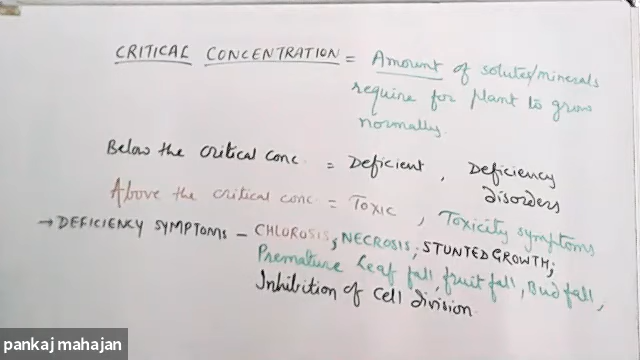 CRITICAL CONCENTRATION = Amount of solutes/minerals
require for plant to grow
normally.
Below the critical conc. = Deficient, Deficiency
disorders
Above the critical conc = Toxic, Toxicity symptoms
→ DEFICIENCY SYMPTOMS - CHLOROSIS, NECROSIS; STUNTED GROWTH;
Premature leaf fall, fruit fall, Bud fall,
Inhibition of cell division
pankaj mahajan